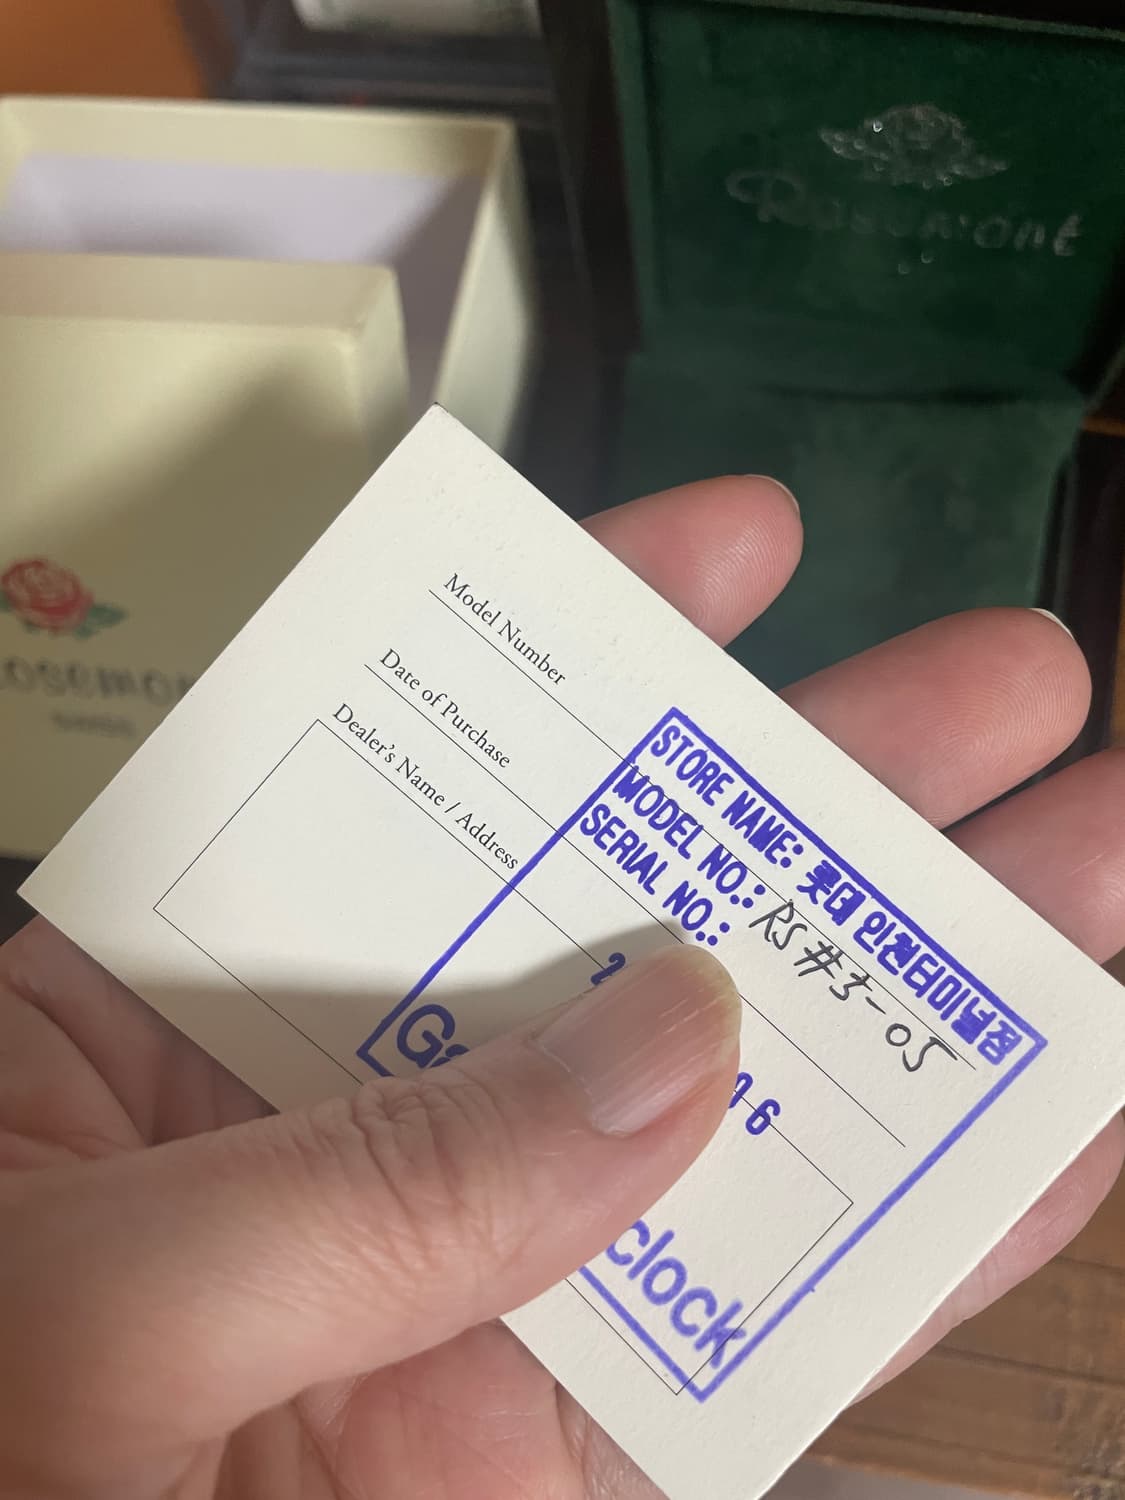 Rosemont
Model Number
Date of Purchase
Dealer's Name / Address
STORE NAME: 롯데 인천터미널점
MODEL NO.: RS#3-05
SERIAL NO.:
06
clock